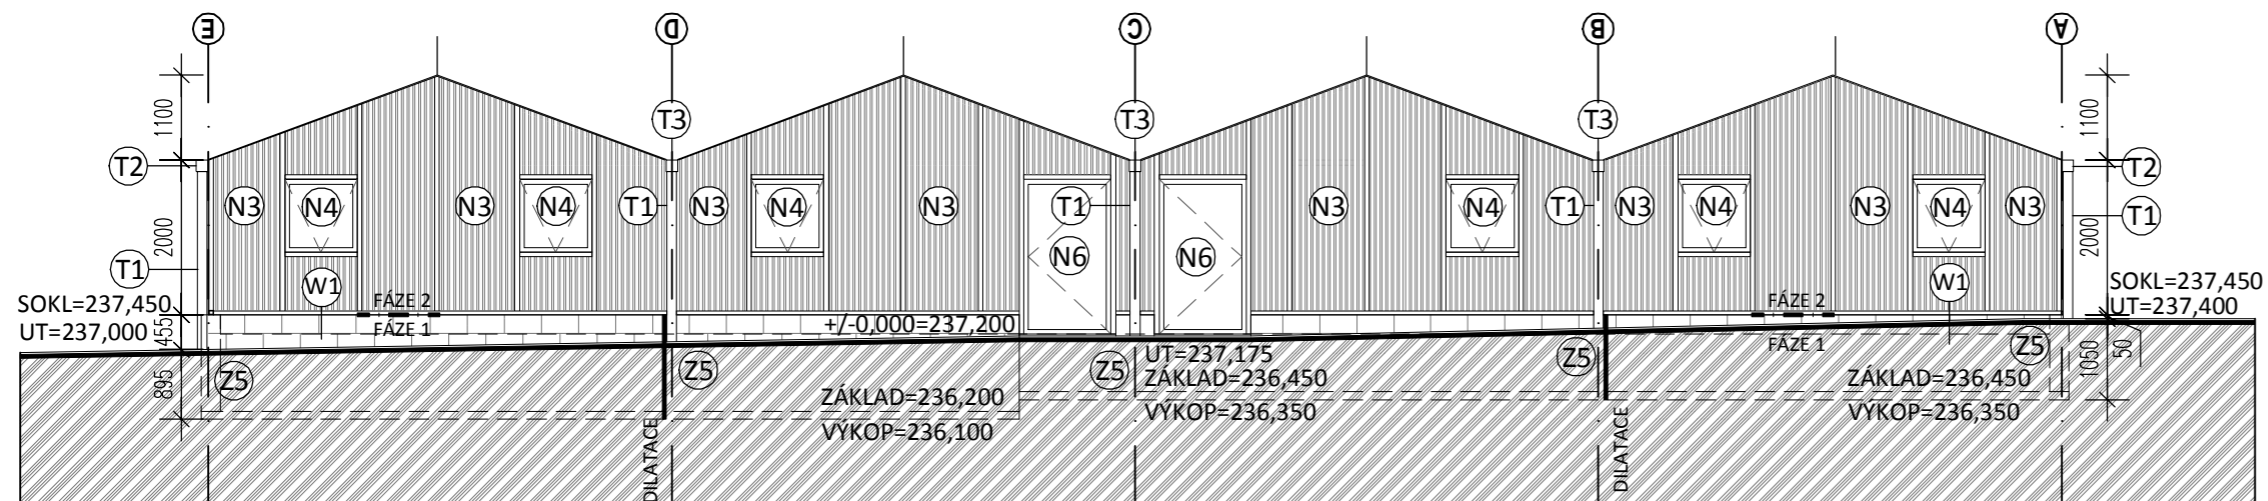 E D C B A
1100 1100
T3 T3 T3
T2 T2
N3 N4 N3 N4 T1 N3 N4 N3 T1 N3 N4 T1 N3 N4 N3 N4 N3
2000 2000
T1 T1
N6 N6
W1 W1
SOKL=237,450 FÁZE 2 FÁZE 2 SOKL=237,450
UT=237,000 455 FÁZE 1 +/-0,000=237,200 FÁZE 1 UT=237,400
UT=237,175
Z5 Z5 Z5 Z5 Z5
895 1050 50
ZÁKLAD=236,200 ZÁKLAD=236,450 ZÁKLAD=236,450
VÝKOP=236,100 VÝKOP=236,350 VÝKOP=236,350
DILATACE DILATACE